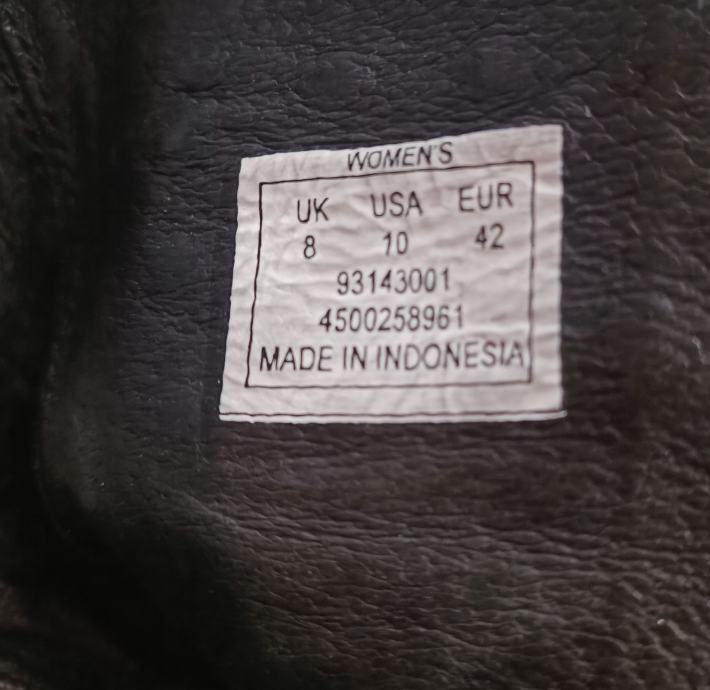 WOMEN'S
UK USA EUR
8 10 42
93143001
4500258961
MADE IN INDONESIA